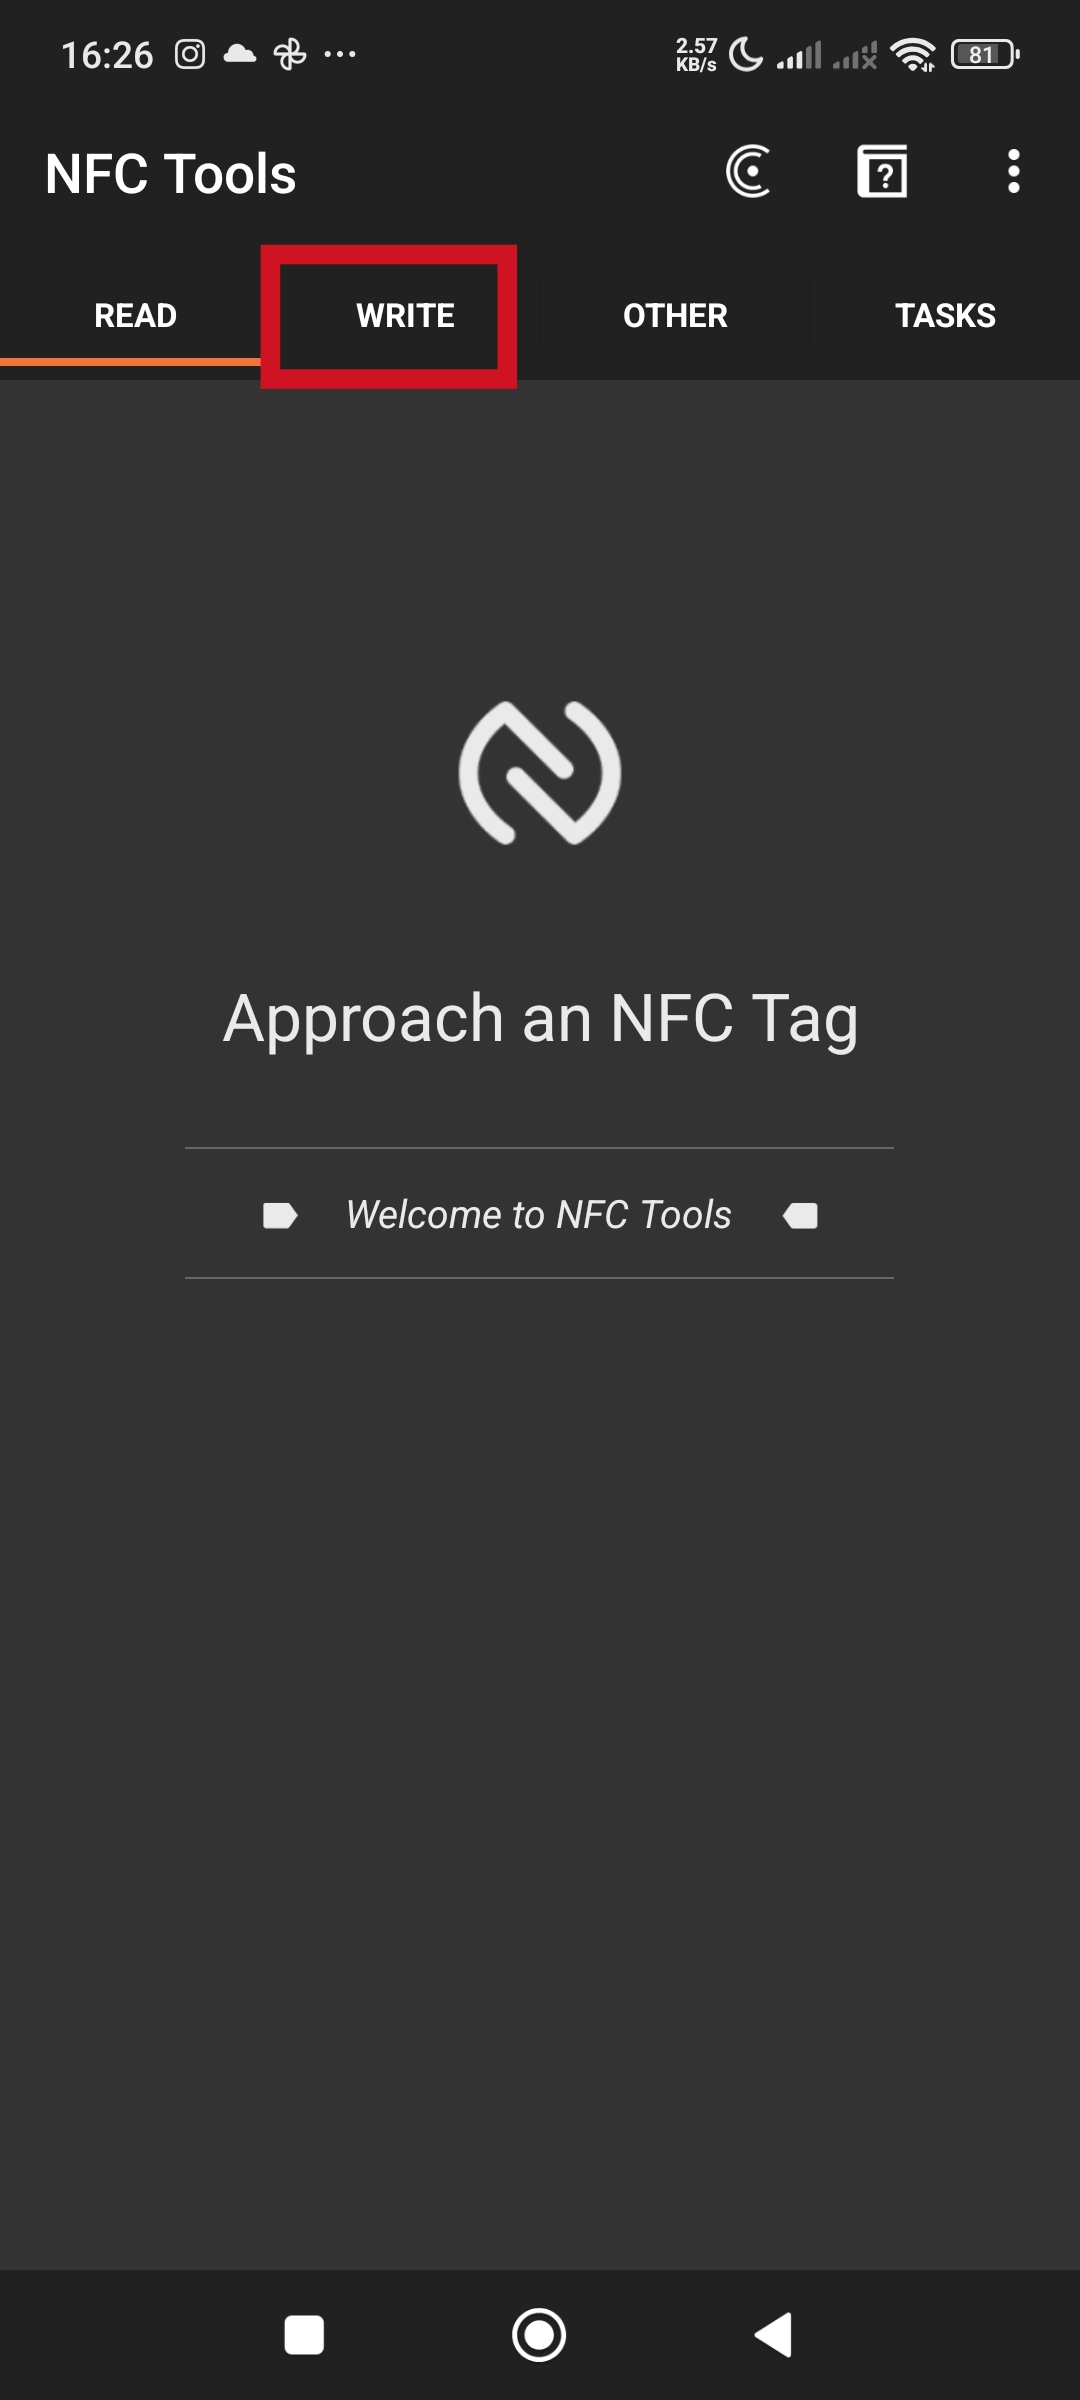 16:26 2.57 KB/s 81
NFC Tools
READ WRITE OTHER TASKS
Approach an NFC Tag
Welcome to NFC Tools